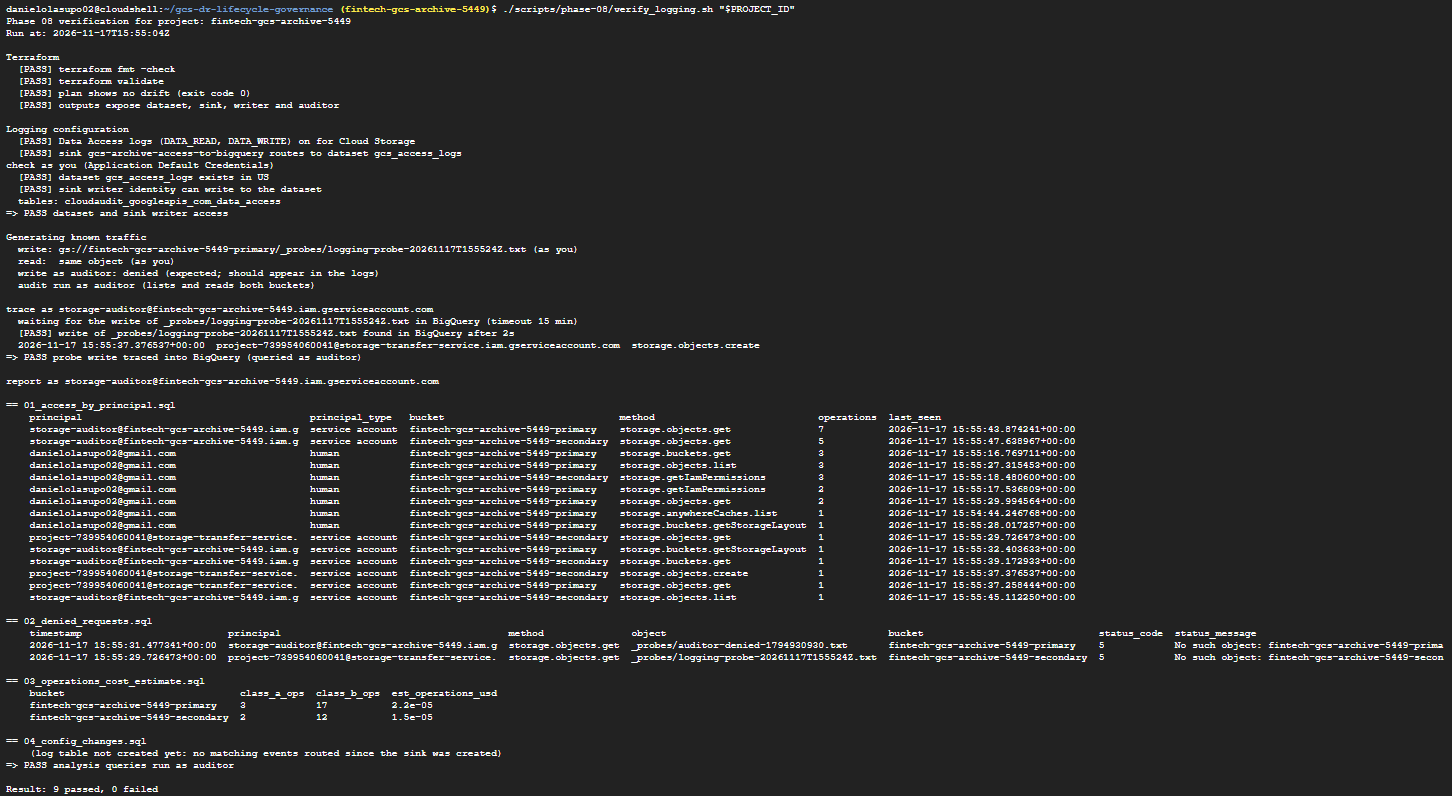 danielolasupo02@cloudshell:~/gcs-dr-lifecycle-governance (fintech-gcs-archive-5449)$ ./scripts/phase-08/verify_logging.sh "$PROJECT_ID"
Phase 08 verification for project: fintech-gcs-archive-5449
Run at: 2026-11-17T15:55:04Z
Terraform
[PASS] terraform fmt -check
[PASS] terraform validate
[PASS] plan shows no drift (exit code 0)
[PASS] outputs expose dataset, sink, writer and auditor
Logging configuration
[PASS] Data Access logs (DATA_READ, DATA_WRITE) on for Cloud Storage
[PASS] sink gcs-archive-access-to-bigquery routes to dataset gcs_access_logs
check as you (Application Default Credentials)
[PASS] dataset gcs_access_logs exists in US
[PASS] sink writer identity can write to the dataset
tables: cloudaudit_googleapis_com_data_access
=> PASS dataset and sink writer access
Generating known traffic
write: gs://fintech-gcs-archive-5449-primary/_probes/logging-probe-20261117T155524Z.txt (as you)
read:  same object (as you)
write as auditor: denied (expected; should appear in the logs)
audit run as auditor (lists and reads both buckets)
trace as storage-auditor@fintech-gcs-archive-5449.iam.gserviceaccount.com
waiting for the write of _probes/logging-probe-20261117T155524Z.txt in BigQuery (timeout 15 min)
[PASS] write of _probes/logging-probe-20261117T155524Z.txt found in BigQuery after 2s
2026-11-17 15:55:37.376537+00:00  project-739954060041@storage-transfer-service.iam.gserviceaccount.com  storage.objects.create
=> PASS probe write traced into BigQuery (queried as auditor)
report as storage-auditor@fintech-gcs-archive-5449.iam.gserviceaccount.com
== 01_access_by_principal.sql
principal  principal_type  bucket  method  operations  last_seen
storage-auditor@fintech-gcs-archive-5449.iam.g  service account  fintech-gcs-archive-5449-primary  storage.objects.get  7  2026-11-17 15:55:43.874241+00:00
storage-auditor@fintech-gcs-archive-5449.iam.g  service account  fintech-gcs-archive-5449-secondary  storage.objects.get  5  2026-11-17 15:55:47.638967+00:00
danielolasupo02@gmail.com  human  fintech-gcs-archive-5449-primary  storage.buckets.get  3  2026-11-17 15:55:16.769711+00:00
danielolasupo02@gmail.com  human  fintech-gcs-archive-5449-primary  storage.objects.list  3  2026-11-17 15:55:27.315453+00:00
danielolasupo02@gmail.com  human  fintech-gcs-archive-5449-secondary  storage.getIamPermissions  3  2026-11-17 15:55:18.480600+00:00
danielolasupo02@gmail.com  human  fintech-gcs-archive-5449-primary  storage.getIamPermissions  2  2026-11-17 15:55:17.536809+00:00
danielolasupo02@gmail.com  human  fintech-gcs-archive-5449-primary  storage.objects.get  2  2026-11-17 15:55:29.994564+00:00
danielolasupo02@gmail.com  human  fintech-gcs-archive-5449-primary  storage.anywhereCaches.list  1  2026-11-17 15:54:44.246768+00:00
danielolasupo02@gmail.com  human  fintech-gcs-archive-5449-primary  storage.buckets.getStorageLayout  1  2026-11-17 15:55:28.017257+00:00
project-739954060041@storage-transfer-service.  service account  fintech-gcs-archive-5449-secondary  storage.objects.get  1  2026-11-17 15:55:29.726473+00:00
storage-auditor@fintech-gcs-archive-5449.iam.g  service account  fintech-gcs-archive-5449-primary  storage.buckets.getStorageLayout  1  2026-11-17 15:55:32.403633+00:00
storage-auditor@fintech-gcs-archive-5449.iam.g  service account  fintech-gcs-archive-5449-secondary  storage.buckets.get  1  2026-11-17 15:55:39.172933+00:00
project-739954060041@storage-transfer-service.  service account  fintech-gcs-archive-5449-secondary  storage.objects.create  1  2026-11-17 15:55:37.376537+00:00
project-739954060041@storage-transfer-service.  service account  fintech-gcs-archive-5449-primary  storage.objects.get  1  2026-11-17 15:55:37.258444+00:00
storage-auditor@fintech-gcs-archive-5449.iam.g  service account  fintech-gcs-archive-5449-secondary  storage.objects.list  1  2026-11-17 15:55:45.112250+00:00
== 02_denied_requests.sql
timestamp  principal  method  object  bucket  status_code  status_message
2026-11-17 15:55:31.477341+00:00  storage-auditor@fintech-gcs-archive-5449.iam.g  storage.objects.get  _probes/auditor-denied-1794930930.txt  fintech-gcs-archive-5449-primary  5  No such object: fintech-gcs-archive-5449-prima
2026-11-17 15:55:29.726473+00:00  project-739954060041@storage-transfer-service.  storage.objects.get  _probes/logging-probe-20261117T155524Z.txt  fintech-gcs-archive-5449-secondary  5  No such object: fintech-gcs-archive-5449-secon
== 03_operations_cost_estimate.sql
bucket  class_a_ops  class_b_ops  est_operations_usd
fintech-gcs-archive-5449-primary  3  17  2.2e-05
fintech-gcs-archive-5449-secondary  2  12  1.5e-05
== 04_config_changes.sql
(log table not created yet: no matching events routed since the sink was created)
=> PASS analysis queries run as auditor
Result: 9 passed, 0 failed